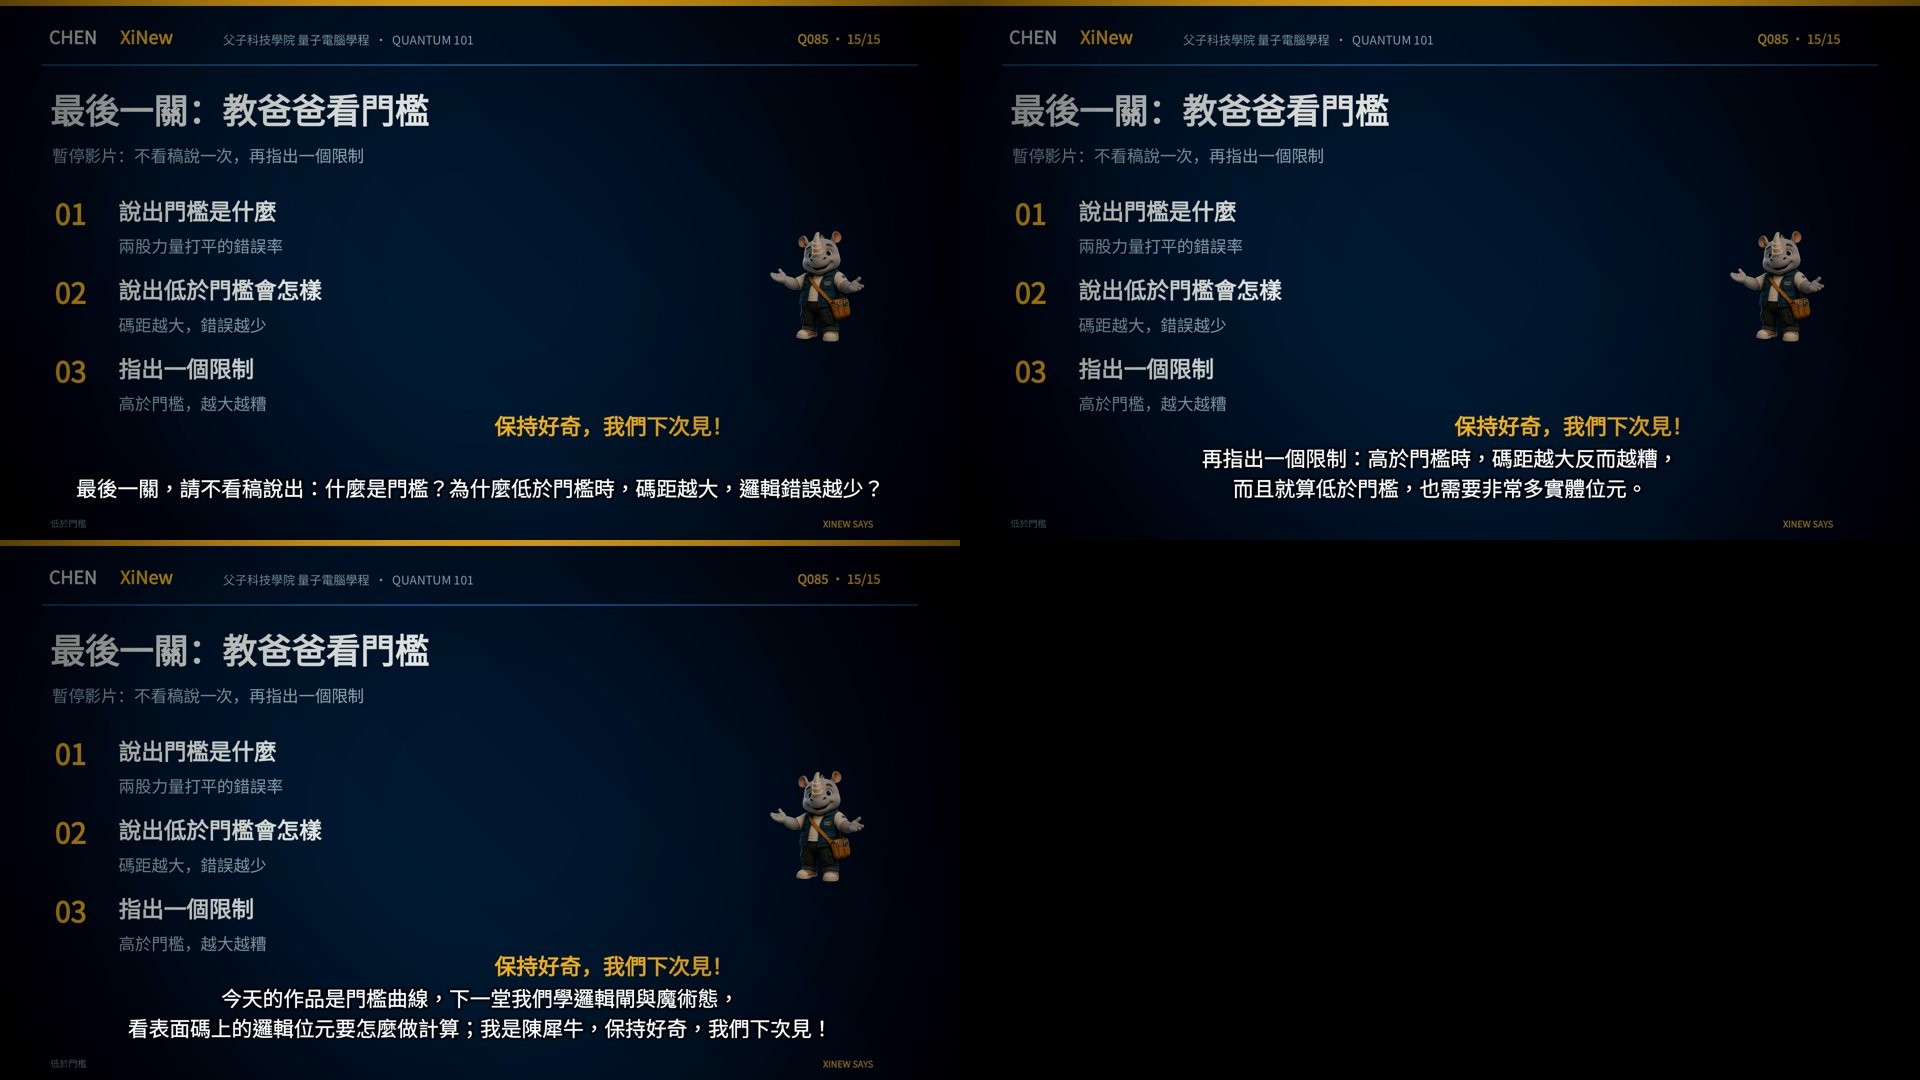 CHEN XiNew 父子科技學院 量子電腦學程 · QUANTUM 101 Q085 · 15/15
最後一關：教爸爸看門檻
暫停影片：不看稿說一次，再指出一個限制
01 說出門檻是什麼
兩股力量打平的錯誤率
02 說出低於門檻會怎樣
碼距越大，錯誤越少
03 指出一個限制
高於門檻，越大越糟
保持好奇，我們下次見！
最後一關，請不看稿說出：什麼是門檻？為什麼低於門檻時，碼距越大，邏輯錯誤越少？
低於門檻 XINEW SAYS
CHEN XiNew 父子科技學院 量子電腦學程 · QUANTUM 101 Q085 · 15/15
最後一關：教爸爸看門檻
暫停影片：不看稿說一次，再指出一個限制
01 說出門檻是什麼
兩股力量打平的錯誤率
02 說出低於門檻會怎樣
碼距越大，錯誤越少
03 指出一個限制
高於門檻，越大越糟
保持好奇，我們下次見！
再指出一個限制：高於門檻時，碼距越大反而越糟，
而且就算低於門檻，也需要非常多實體位元。
低於門檻 XINEW SAYS
CHEN XiNew 父子科技學院 量子電腦學程 · QUANTUM 101 Q085 · 15/15
最後一關：教爸爸看門檻
暫停影片：不看稿說一次，再指出一個限制
01 說出門檻是什麼
兩股力量打平的錯誤率
02 說出低於門檻會怎樣
碼距越大，錯誤越少
03 指出一個限制
高於門檻，越大越糟
保持好奇，我們下次見！
今天的作品是門檻曲線，下一堂我們學邏輯閘與魔術態，
看表面碼上的邏輯位元要怎麼做計算；我是陳犀牛，保持好奇，我們下次見！
低於門檻 XINEW SAYS